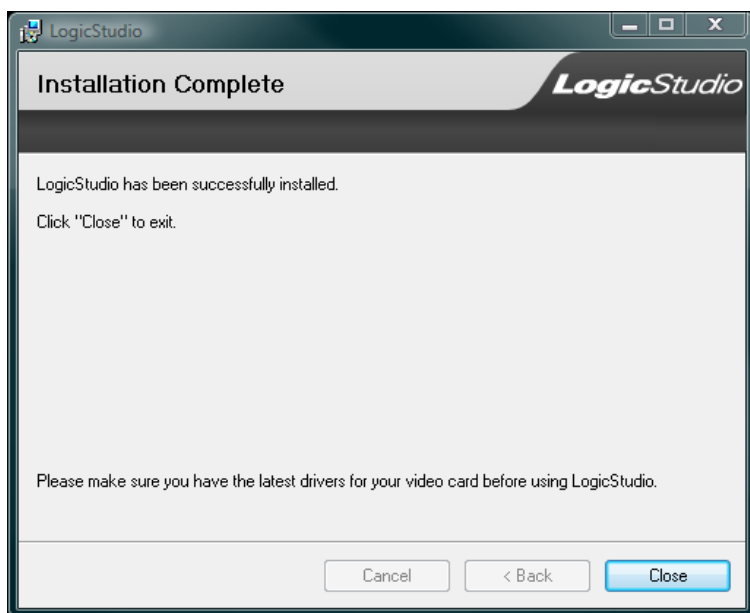 LogicStudio
Installation Complete
LogicStudio
LogicStudio has been successfully installed.
Click "Close" to exit.
Please make sure you have the latest drivers for your video card before using LogicStudio.
Cancel
< Back
Close